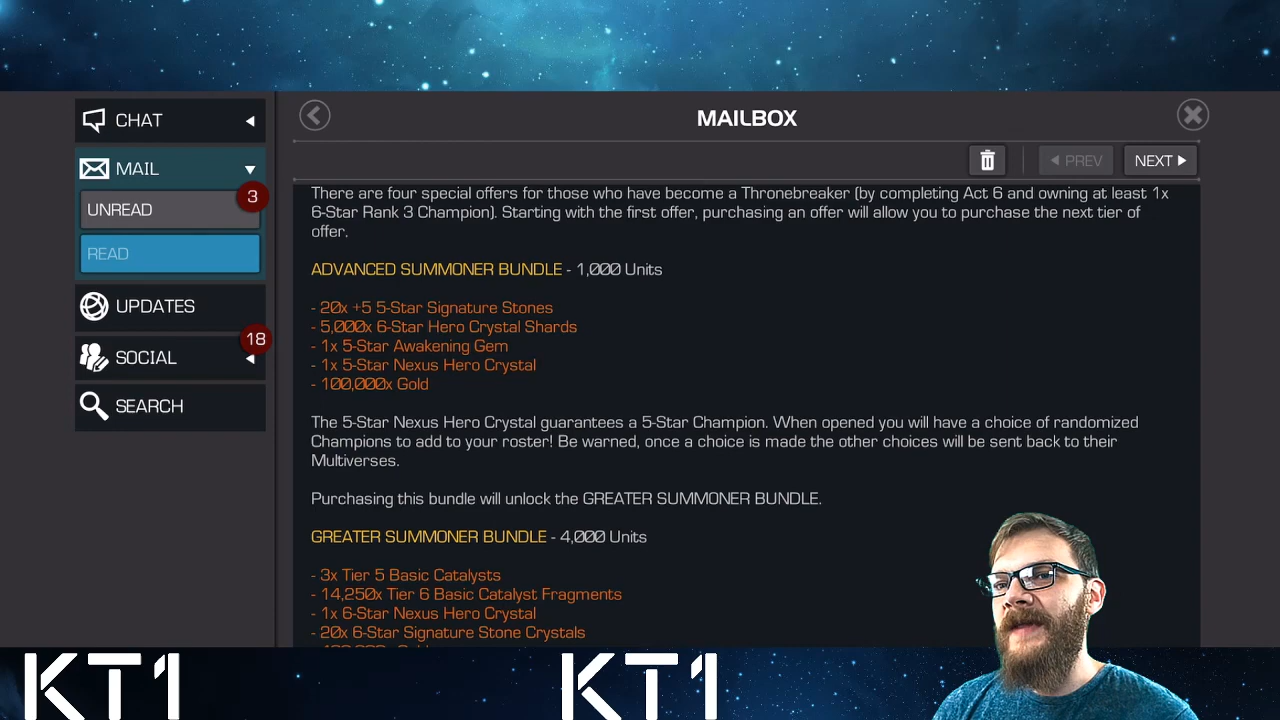 CHAT
MAILBOX
MAIL
PREV
NEXT
3
UNREAD
READ
UPDATES
18
SOCIAL
SEARCH
There are four special offers for those who have become a Thronebreaker (by completing Act 6 and owning at least 1x
6-Star Rank 3 Champion). Starting with the first offer, purchasing an offer will allow you to purchase the next tier of
offer.
ADVANCED SUMMONER BUNDLE - 1,000 Units
- 20x +5 5-Star Signature Stones
- 5,000x 6-Star Hero Crystal Shards
- 1x 5-Star Awakening Gem
- 1x 5-Star Nexus Hero Crystal
- 100,000x Gold
The 5-Star Nexus Hero Crystal guarantees a 5-Star Champion. When opened you will have a choice of randomized
Champions to add to your roster! Be warned, once a choice is made the other choices will be sent back to their
Multiverses.
Purchasing this bundle will unlock the GREATER SUMMONER BUNDLE.
GREATER SUMMONER BUNDLE - 4,000 Units
- 3x Tier 5 Basic Catalysts
- 14,250x Tier 6 Basic Catalyst Fragments
- 1x 6-Star Nexus Hero Crystal
- 20x 6-Star Signature Stone Crystals
KT1
KT1